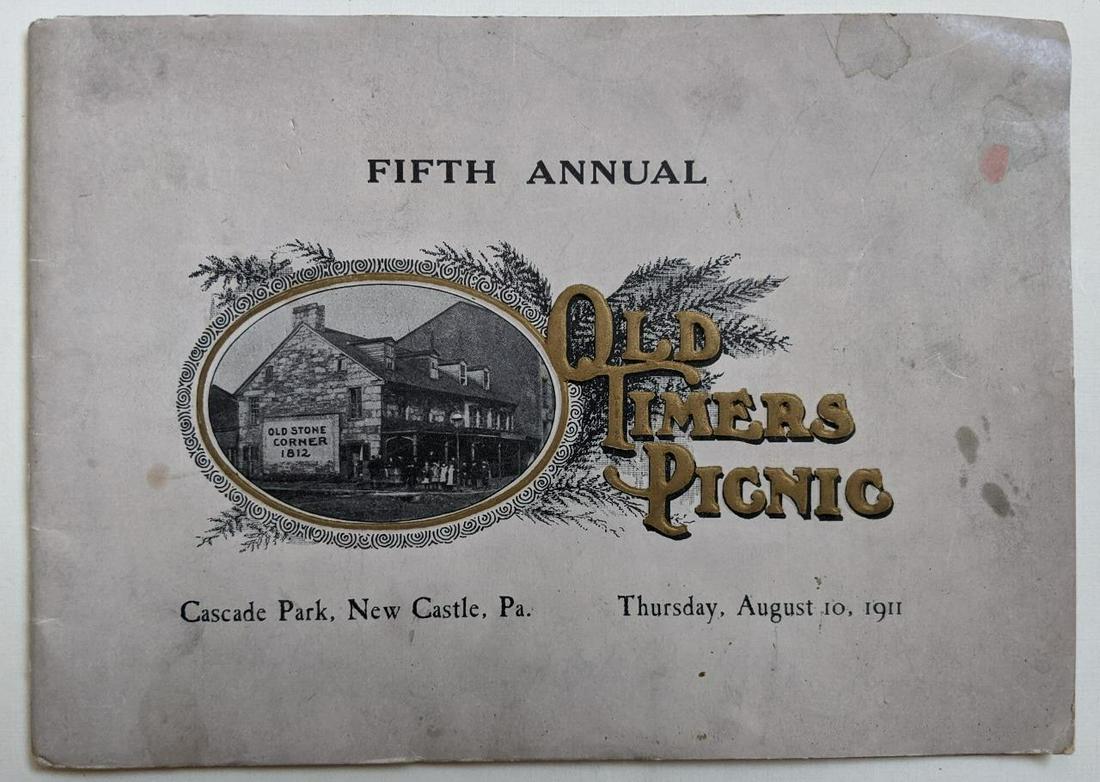 FIFTH ANNUAL
OLD STONE
CORNER
1812
OLD
TIMERS
PICNIC
Cascade Park, New Castle, Pa.
Thursday, August 10, 1911